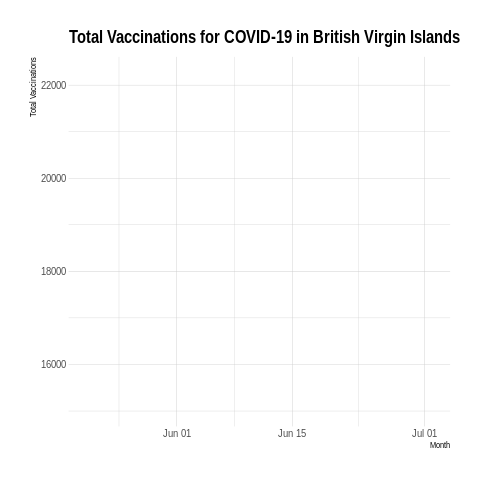 Total Vaccinations for COVID-19 in British Virgin Islands
Total Vaccinations
22000
20000
18000
16000
Jun 01 Jun 15 Jul 01
Month